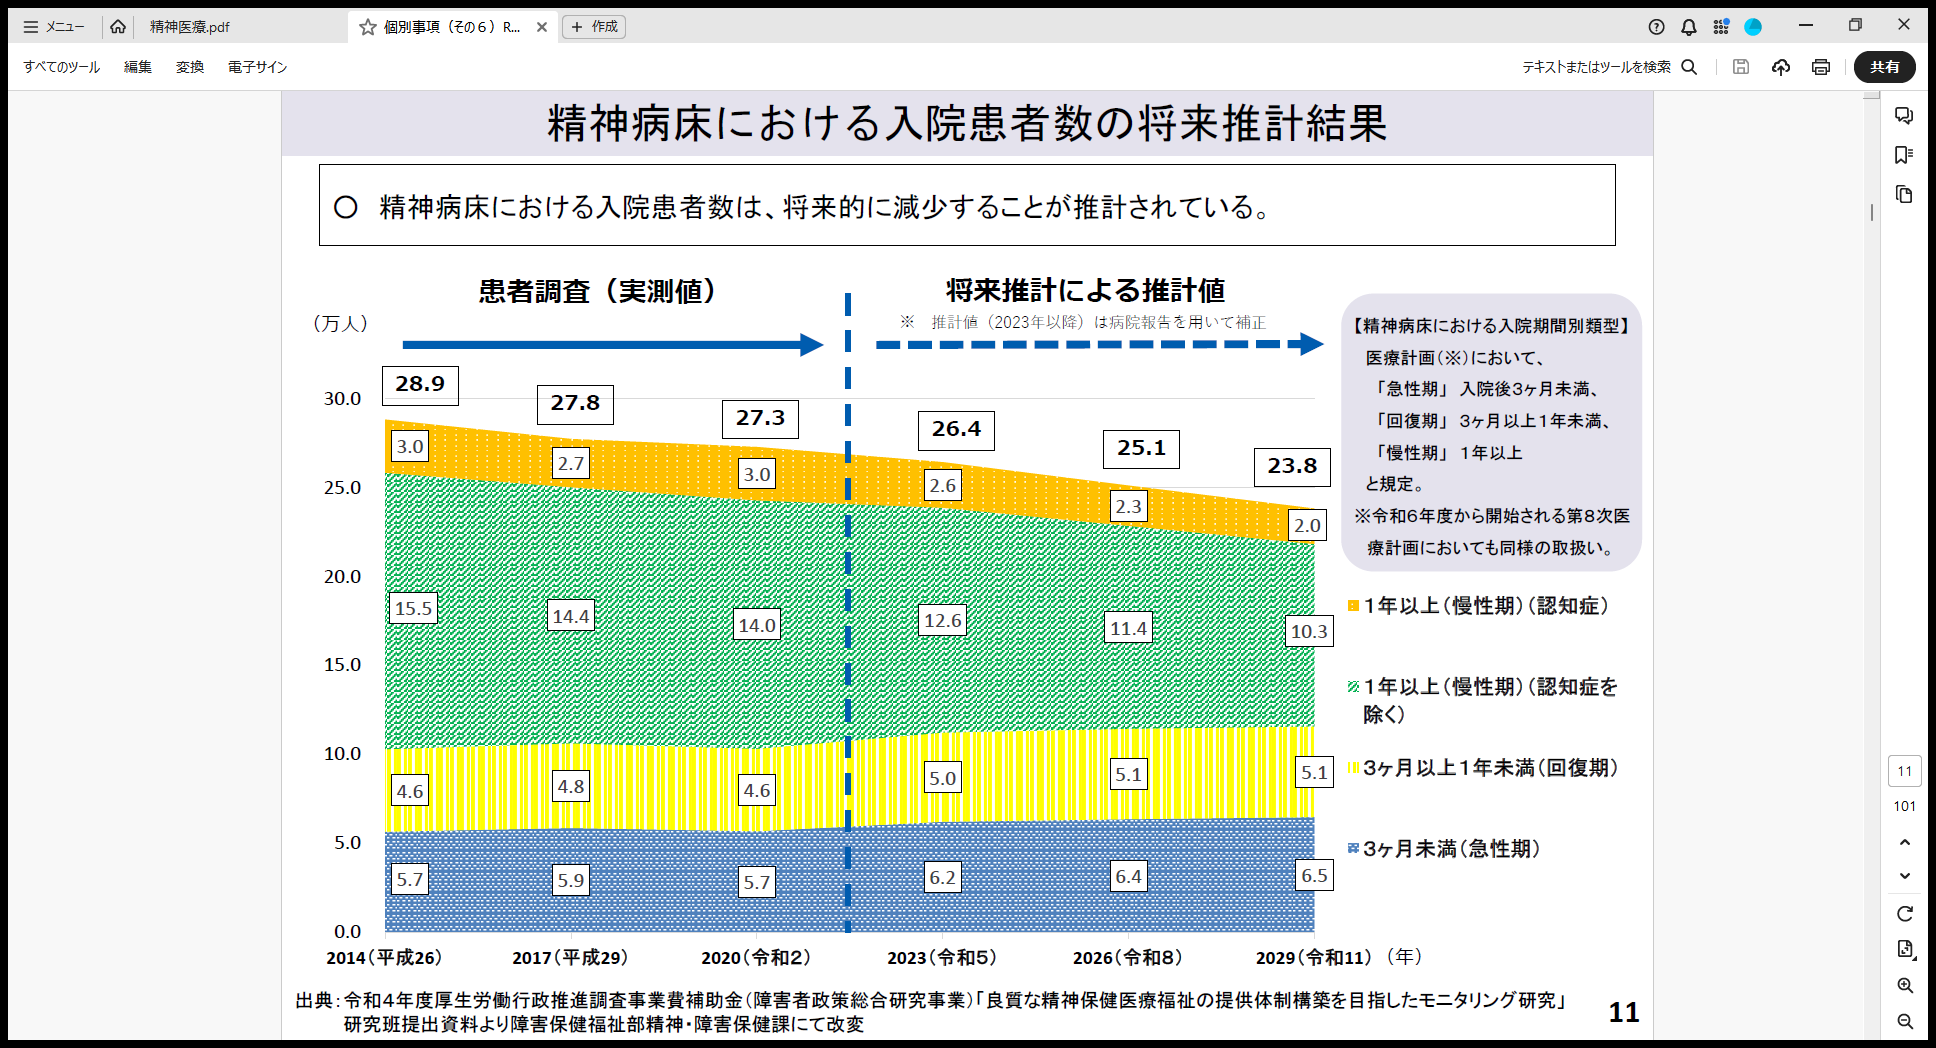 メニュー
精神医療.pdf
個別事項（その６）R...
作成
すべてのツール
編集
変換
電子サイン
テキストまたはツールを検索
共有
精神病床における入院患者数の将来推計結果
○ 精神病床における入院患者数は、将来的に減少することが推計されている。
患者調査（実測値）
将来推計による推計値
※ 推計値（2023年以降）は病院報告を用いて補正
（万人）
30.0
25.0
20.0
15.0
10.0
5.0
0.0
28.9
27.8
27.3
26.4
25.1
23.8
3.0
2.7
3.0
2.6
2.3
2.0
15.5
14.4
14.0
12.6
11.4
10.3
4.6
4.8
4.6
5.0
5.1
5.1
5.7
5.9
5.7
6.2
6.4
6.5
2014（平成26）
2017（平成29）
2020（令和２）
2023（令和５）
2026（令和８）
2029（令和11）
（年）
【精神病床における入院期間別類型】
医療計画（※）において、
「急性期」 入院後３ヶ月未満、
「回復期」 ３ヶ月以上１年未満、
「慢性期」 １年以上
と規定。
※令和６年度から開始される第８次医
療計画においても同様の取扱い。
１年以上（慢性期）（認知症）
１年以上（慢性期）（認知症を
除く）
３ヶ月以上１年未満（回復期）
３ヶ月未満（急性期）
出典：令和４年度厚生労働行政推進調査事業費補助金（障害者政策総合研究事業）「良質な精神保健医療福祉の提供体制構築を目指したモニタリング研究」
研究班提出資料より障害保健福祉部精神・障害保健課にて改変
11
11
101